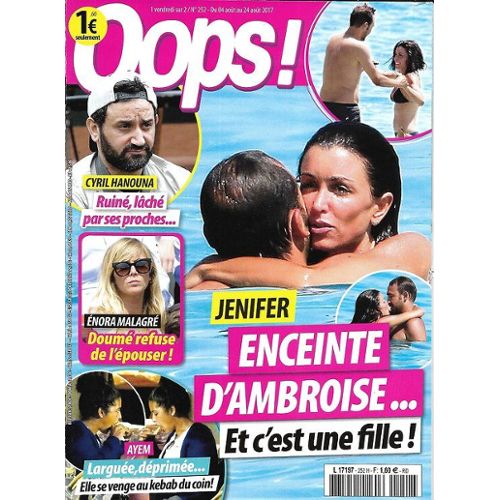 1 vendredi sur 2 / N° 252 - Du 04 août au 24 août 2017
1€
,60
seulement
Oops!
CYRIL HANOUNA
Ruiné, lâché
par ses proches...
ÉNORA MALAGRÉ
Doumé refuse
de l'épouser !
AYEM
Larguée, déprimée...
Elle se venge au kebab du coin!
JENIFER
ENCEINTE
D'AMBROISE...
Et c'est une fille !
L 17197 - 252 H - F: 1,60 € - RD